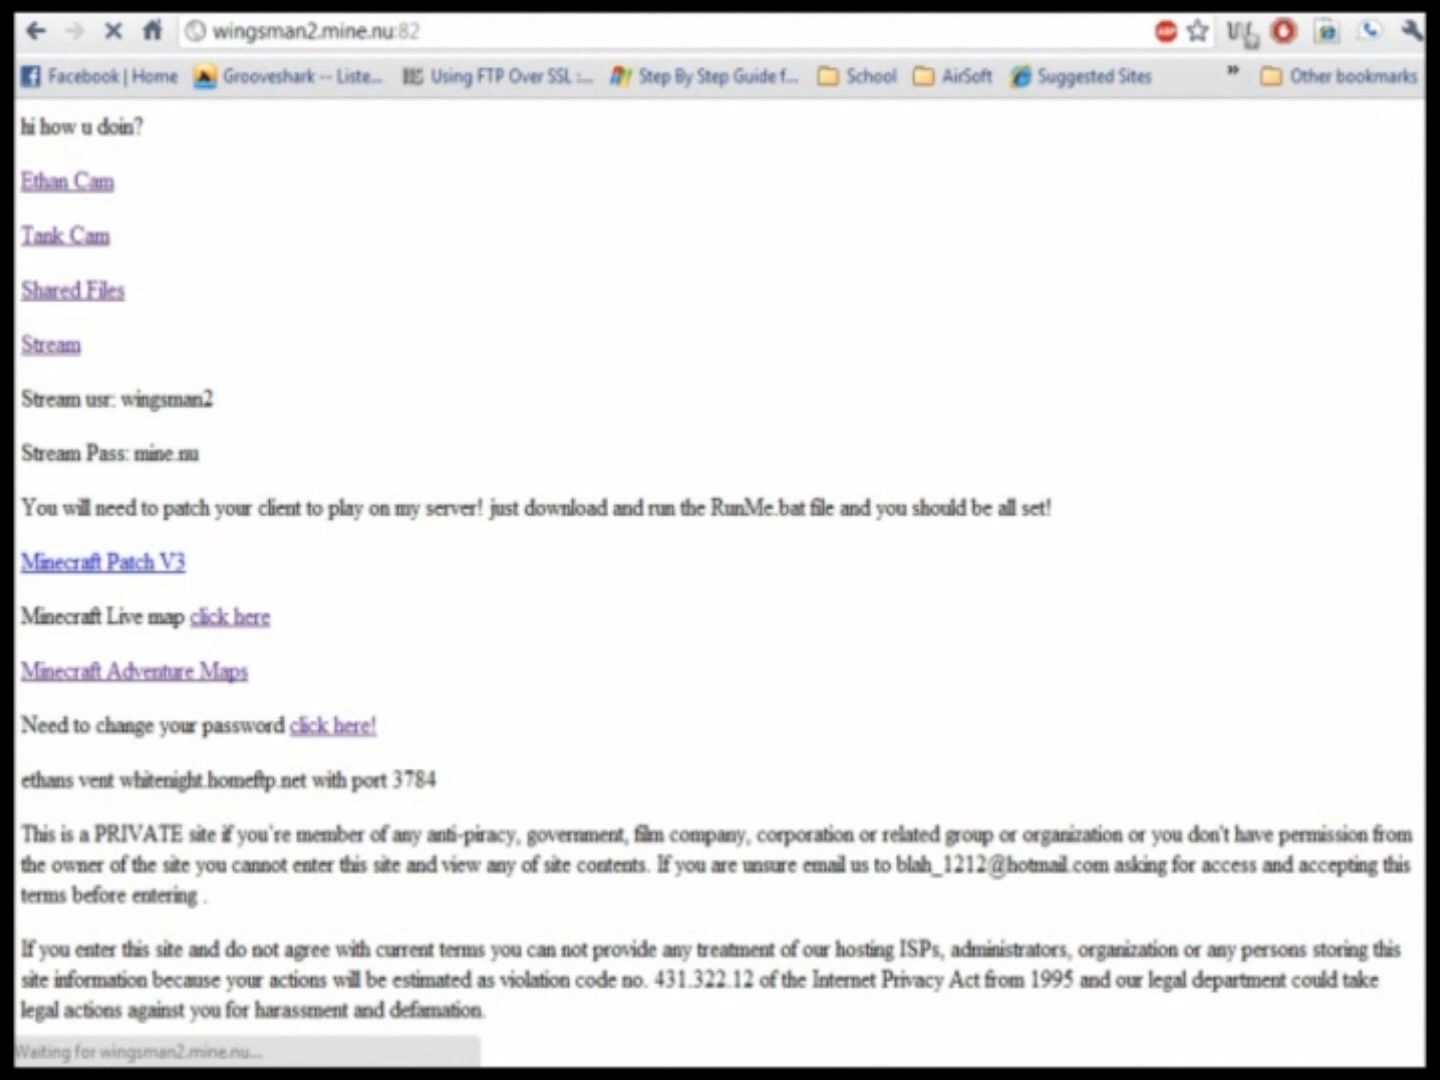 wingsman2.mine.nu:82
Facebook | Home Grooveshark -- Liste... Using FTP Over SSL :... Step By Step Guide f... School AirSoft Suggested Sites » Other bookmarks
hi how u doin?
Ethan Cam
Tank Cam
Shared Files
Stream
Stream usr: wingsman2
Stream Pass: mine.nu
You will need to patch your client to play on my server! just download and run the RunMe.bat file and you should be all set!
Minecraft Patch V3
Minecraft Live map click here
Minecraft Adventure Maps
Need to change your password click here!
ethans vent whitenight.homeftp.net with port 3784
This is a PRIVATE site if you're member of any anti-piracy, government, film company, corporation or related group or organization or you don't have permission from
the owner of the site you cannot enter this site and view any of site contents. If you are unsure email us to blah_1212@hotmail.com asking for access and accepting this
terms before entering .
If you enter this site and do not agree with current terms you can not provide any treatment of our hosting ISPs, administrators, organization or any persons storing this
site information because your actions will be estimated as violation code no. 431.322.12 of the Internet Privacy Act from 1995 and our legal department could take
legal actions against you for harassment and defamation.
Waiting for wingsman2.mine.nu...